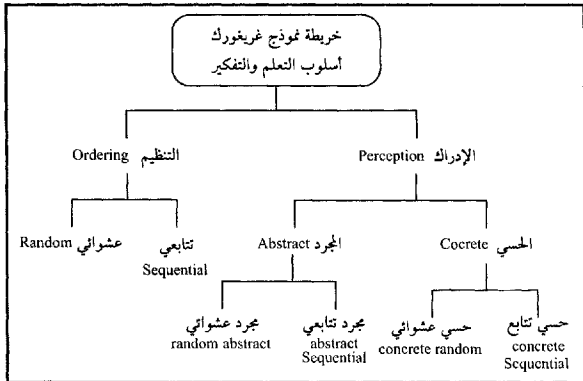 خريطة نموذج غريغورك
أسلوب التعلم والتفكير
الإدراك Perception
التنظيم Ordering
الحسي Cocrete
المجرد Abstract
تتابعي
Sequential
عشوائي Random
حسي تتابع
concrete
Sequential
حسي عشوائي
concrete random
مجرد تتابعي
abstract
Sequential
مجرد عشوائي
random abstract